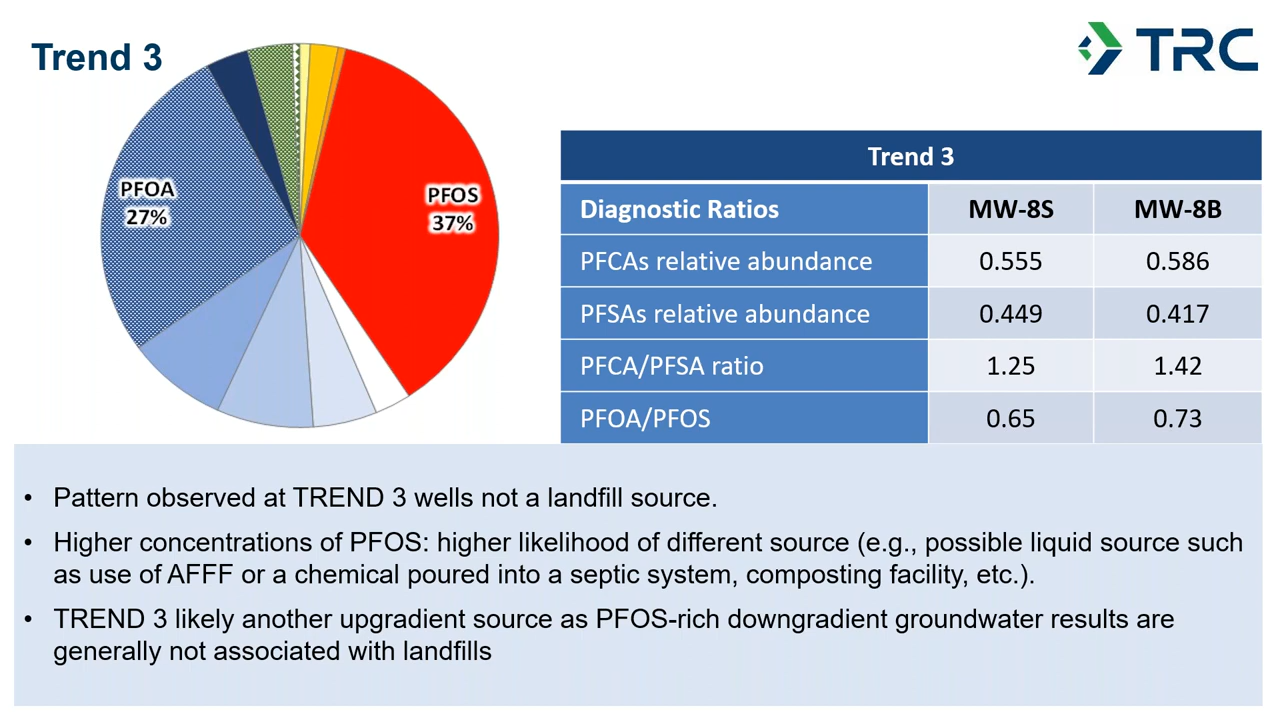 Trend 3
TRC
PFOA
27%
PFOS
37%
Trend 3
Diagnostic Ratios MW-8S MW-8B
PFCAs relative abundance 0.555 0.586
PFSAs relative abundance 0.449 0.417
PFCA/PFSA ratio 1.25 1.42
PFOA/PFOS 0.65 0.73
• Pattern observed at TREND 3 wells not a landfill source.
• Higher concentrations of PFOS: higher likelihood of different source (e.g., possible liquid source such
as use of AFFF or a chemical poured into a septic system, composting facility, etc.).
• TREND 3 likely another upgradient source as PFOS-rich downgradient groundwater results are
generally not associated with landfills